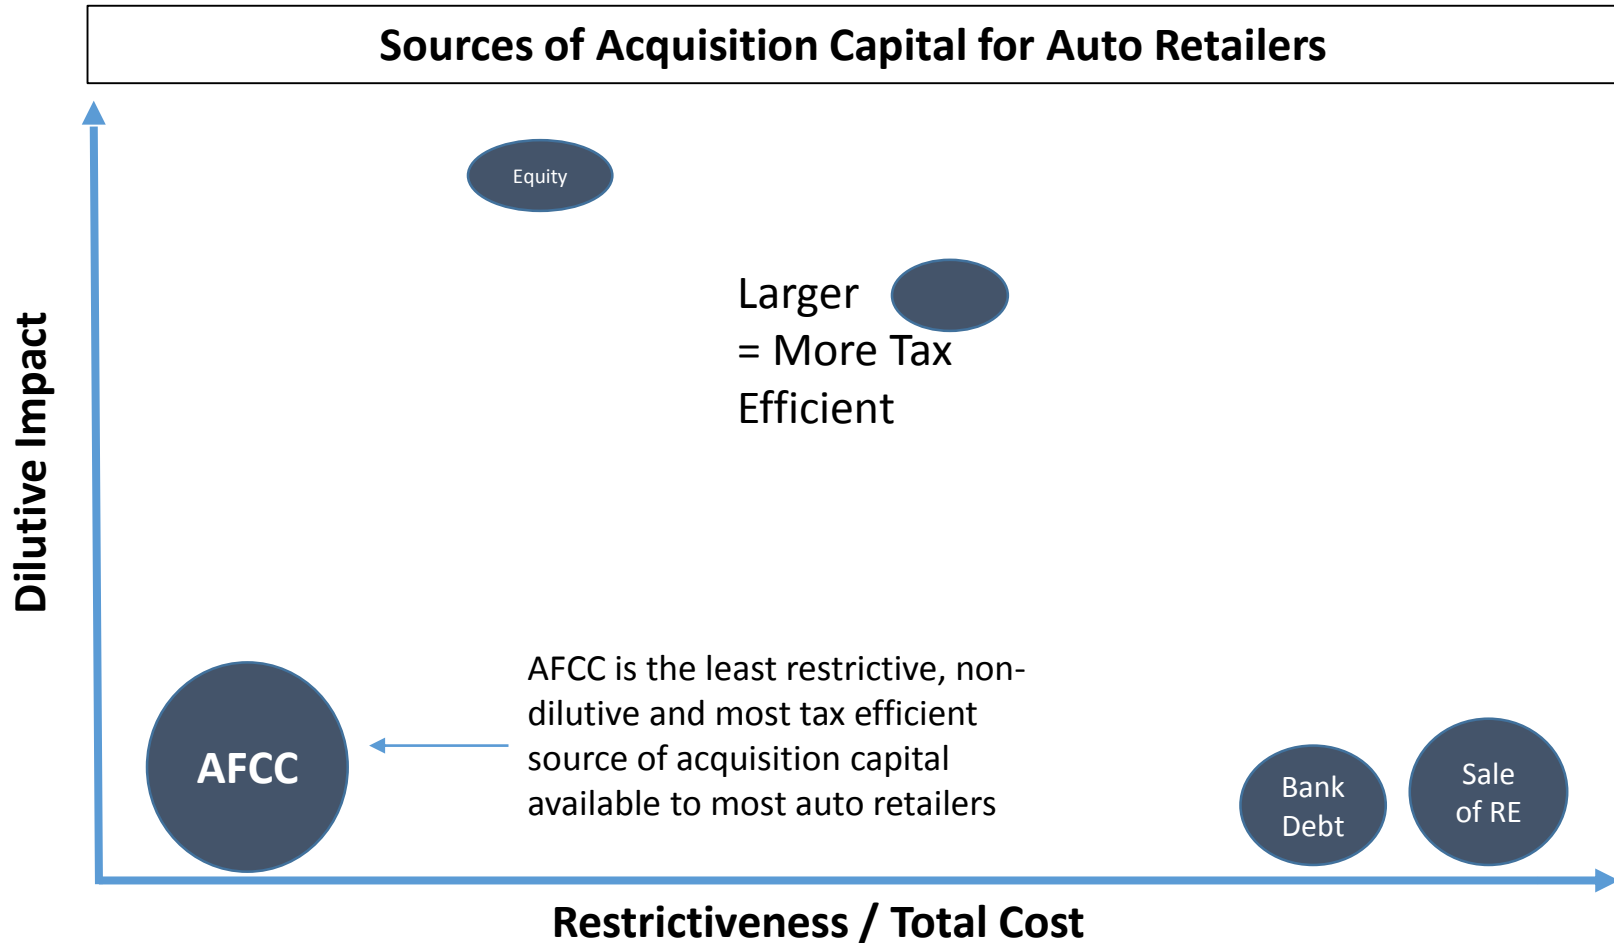 Sources of Acquisition Capital for Auto Retailers
Equity
Larger
= More Tax
Efficient
Dilutive Impact
AFCC is the least restrictive, non-
dilutive and most tax efficient
source of acquisition capital
available to most auto retailers
AFCC
Bank
Debt
Sale
of RE
Restrictiveness / Total Cost